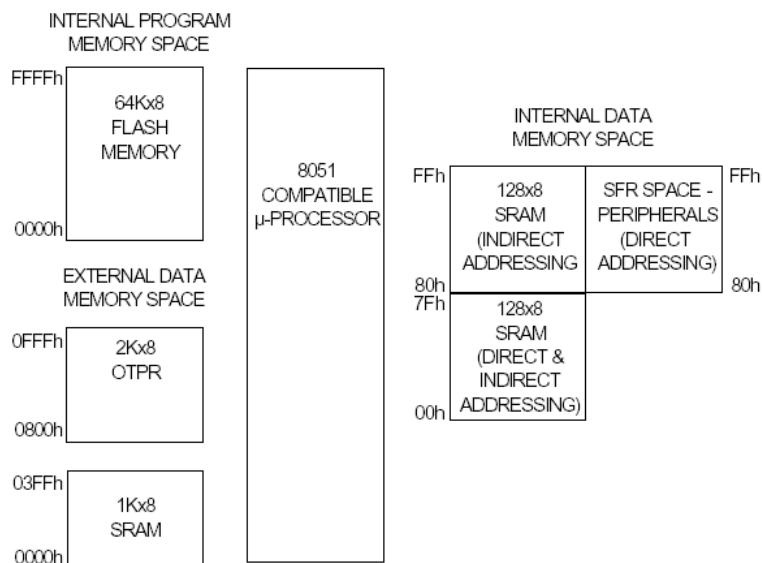 INTERNAL PROGRAM
MEMORY SPACE
FFFFh
64Kx8
FLASH
MEMORY
0000h
EXTERNAL DATA
MEMORY SPACE
0FFFh
2Kx8
OTPR
0800h
03FFh
1Kx8
SRAM
0000h
8051
COMPATIBLE
µ-PROCESSOR
INTERNAL DATA
MEMORY SPACE
FFh
128x8
SRAM
(INDIRECT
ADDRESSING
80h
SFR SPACE -
PERIPHERALS
(DIRECT
ADDRESSING)
FFh
80h
7Fh
128x8
SRAM
(DIRECT &
INDIRECT
ADDRESSING)
00h